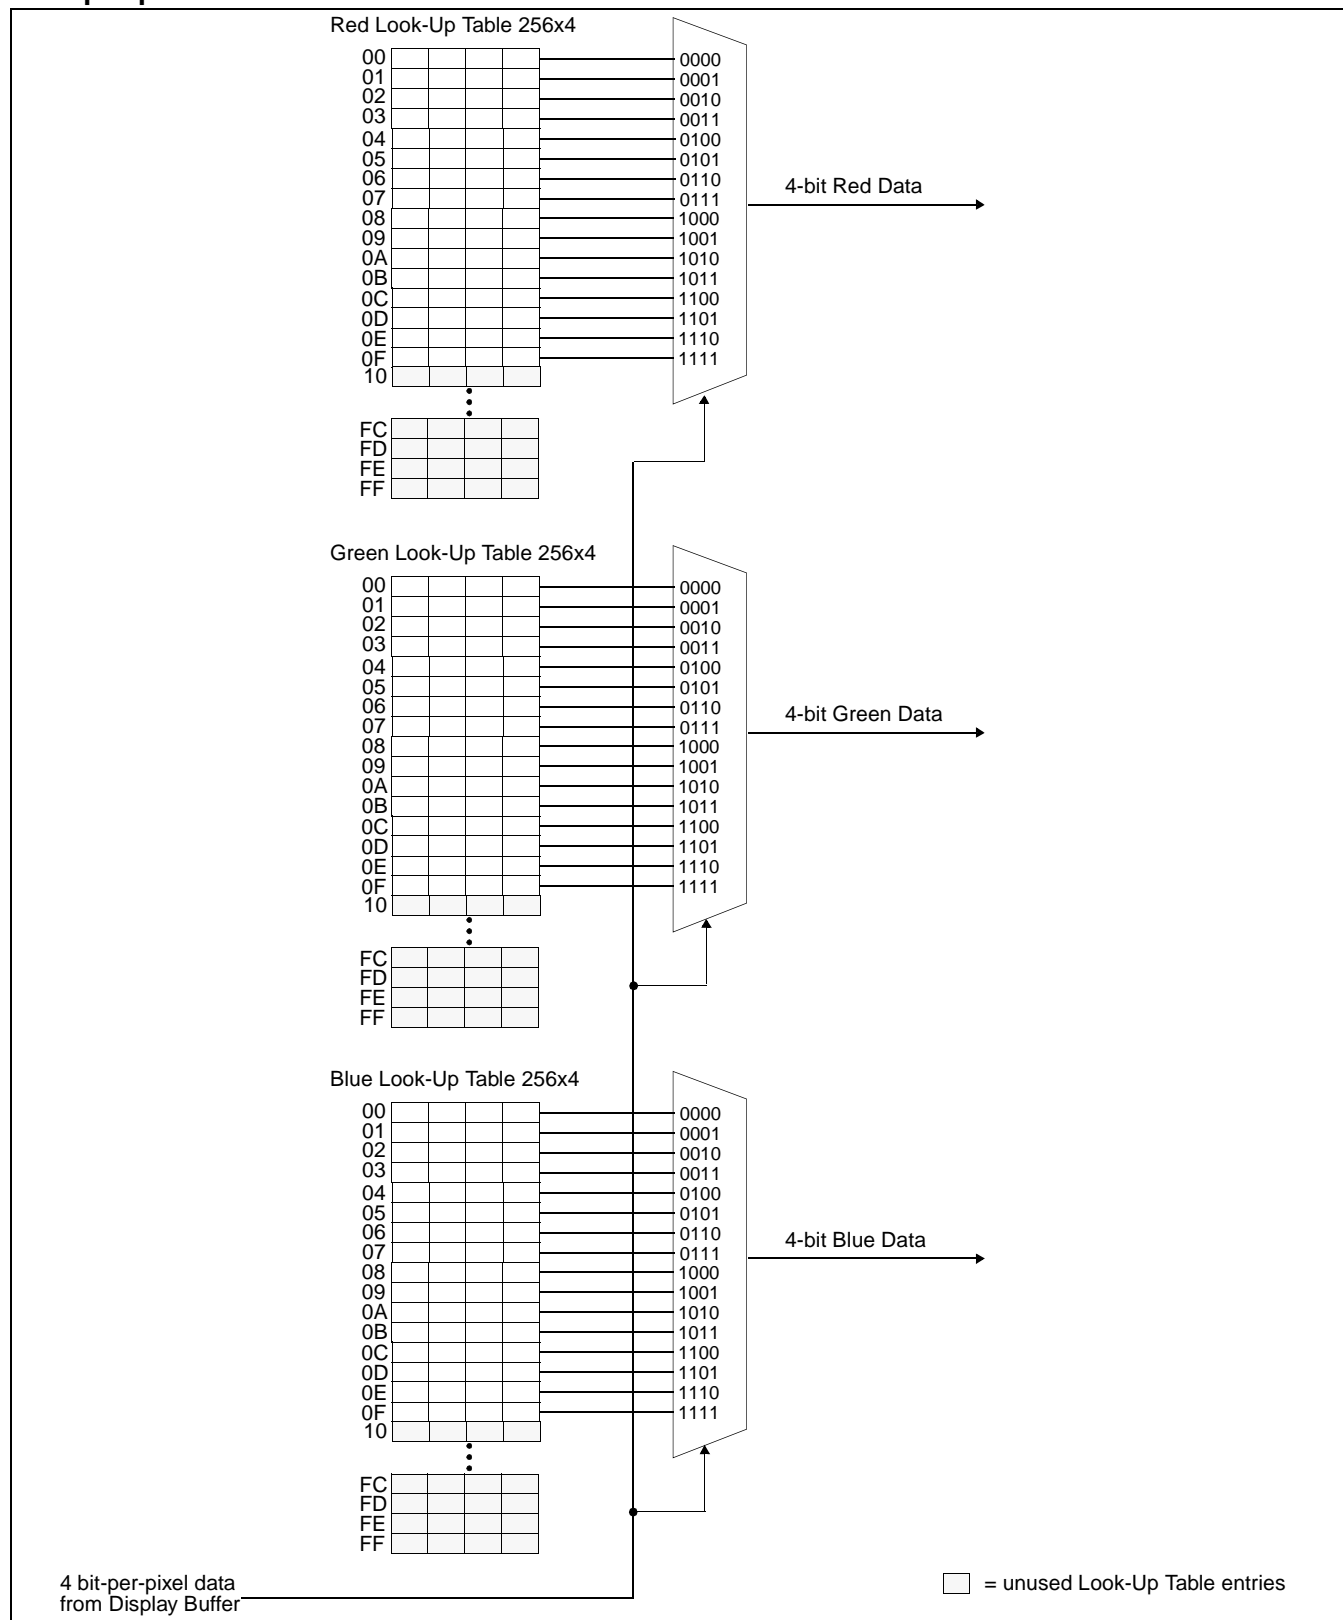 Red Look-Up Table 256x4
00 0000
01 0001
02 0010
03 0011
04 0100
05 0101
06 0110
07 0111
4-bit Red Data
08 1000
09 1001
0A 1010
0B 1011
0C 1100
0D 1101
0E 1110
0F 1111
10
FC
FD
FE
FF
Green Look-Up Table 256x4
00 0000
01 0001
02 0010
03 0011
04 0100
05 0101
06 0110
07 0111
4-bit Green Data
08 1000
09 1001
0A 1010
0B 1011
0C 1100
0D 1101
0E 1110
0F 1111
10
FC
FD
FE
FF
Blue Look-Up Table 256x4
00 0000
01 0001
02 0010
03 0011
04 0100
05 0101
06 0110
07 0111
4-bit Blue Data
08 1000
09 1001
0A 1010
0B 1011
0C 1100
0D 1101
0E 1110
0F 1111
10
FC
FD
FE
FF
4 bit-per-pixel data
from Display Buffer
= unused Look-Up Table entries